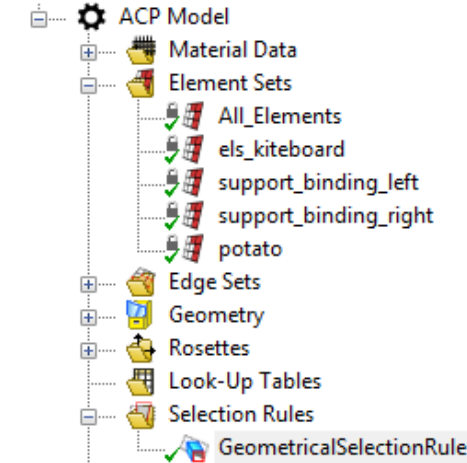 ACP Model
Material Data
Element Sets
All_Elements
els_kiteboard
support_binding_left
support_binding_right
potato
Edge Sets
Geometry
Rosettes
Look-Up Tables
Selection Rules
GeometricalSelectionRule